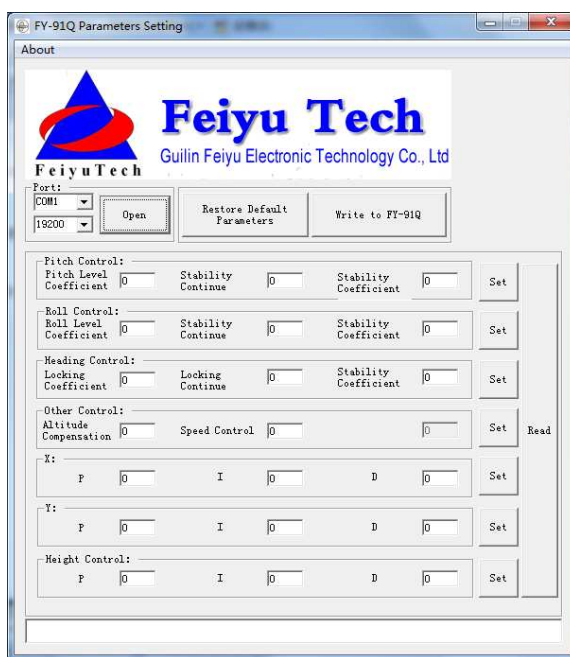 FY-91Q Parameters Setting
About
Feiyu Tech
Guilin Feiyu Electronic Technology Co., Ltd
FeiyuTech
Port:
COM1
19200
Open
Restore Default
Parameters
Write to FY-91Q
Pitch Control:
Pitch Level
Coefficient 0
Stability
Continue 0
Stability
Coefficient 0
Set
Roll Control:
Roll Level
Coefficient 0
Stability
Continue 0
Stability
Coefficient 0
Set
Heading Control:
Locking
Coefficient 0
Locking
Continue 0
Stability
Coefficient 0
Set
Other Control:
Altitude
Compensation 0
Speed Control 0
0
Set
Read
X:
P 0 I 0 D 0 Set
Y:
P 0 I 0 D 0 Set
Height Control:
P 0 I 0 D 0 Set